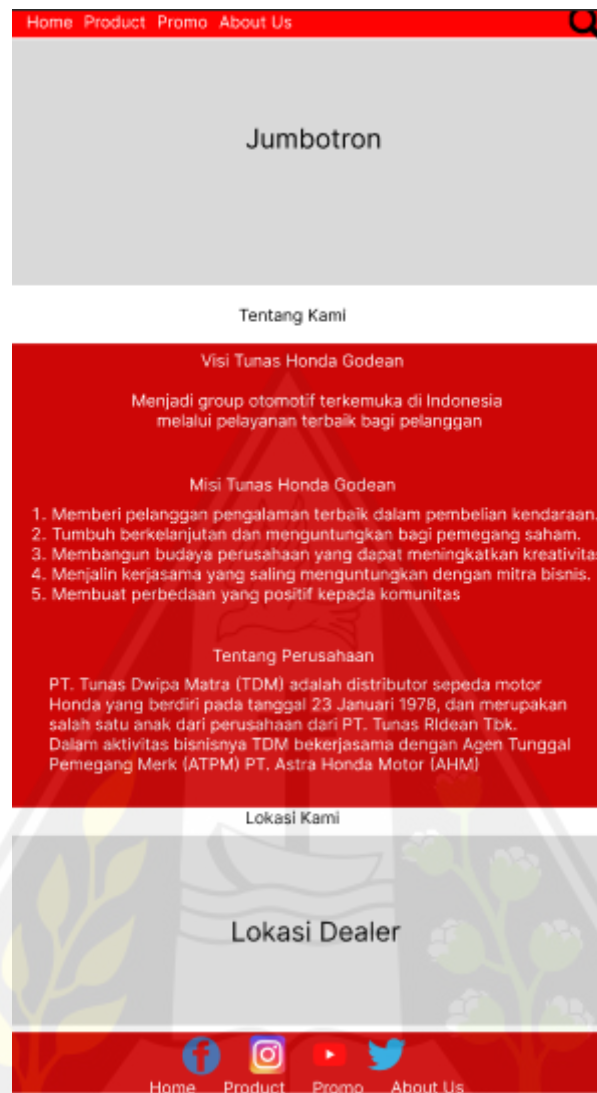 Home Product Promo About Us
Jumbotron
Tentang Kami
Visi Tunas Honda Godean
Menjadi group otomotif terkemuka di Indonesia
melalui pelayanan terbaik bagi pelanggan
Misi Tunas Honda Godean
1. Memberi pelanggan pengalaman terbaik dalam pembelian kendaraan.
2. Tumbuh berkelanjutan dan menguntungkan bagi pemegang saham.
3. Membangun budaya perusahaan yang dapat meningkatkan kreativita
4. Menjalin kerjasama yang saling menguntungkan dengan mitra bisnis.
5. Membuat perbedaan yang positif kepada komunitas
Tentang Perusahaan
PT. Tunas Dwipa Matra (TDM) adalah distributor sepeda motor
Honda yang berdiri pada tanggal 23 Januari 1978, dan merupakan
salah satu anak dari perusahaan dari PT. Tunas RIdean Tbk.
Dalam aktivitas bisnisnya TDM bekerjasama dengan Agen Tunggal
Pemegang Merk (ATPM) PT. Astra Honda Motor (AHM)
Lokasi Kami
Lokasi Dealer
Home Product Promo About Us